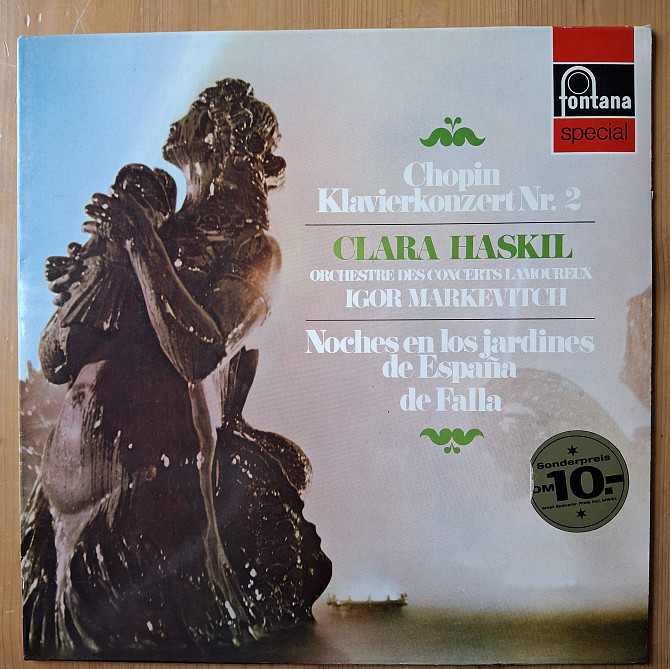 fontana
special
Chopin
Klavierkonzert Nr. 2
CLARA HASKIL
ORCHESTRE DES CONCERTS LAMOUREUX
IGOR MARKEVITCH
Noches en los jardines
de España
de Falla
Sonderpreis
DM 10.-